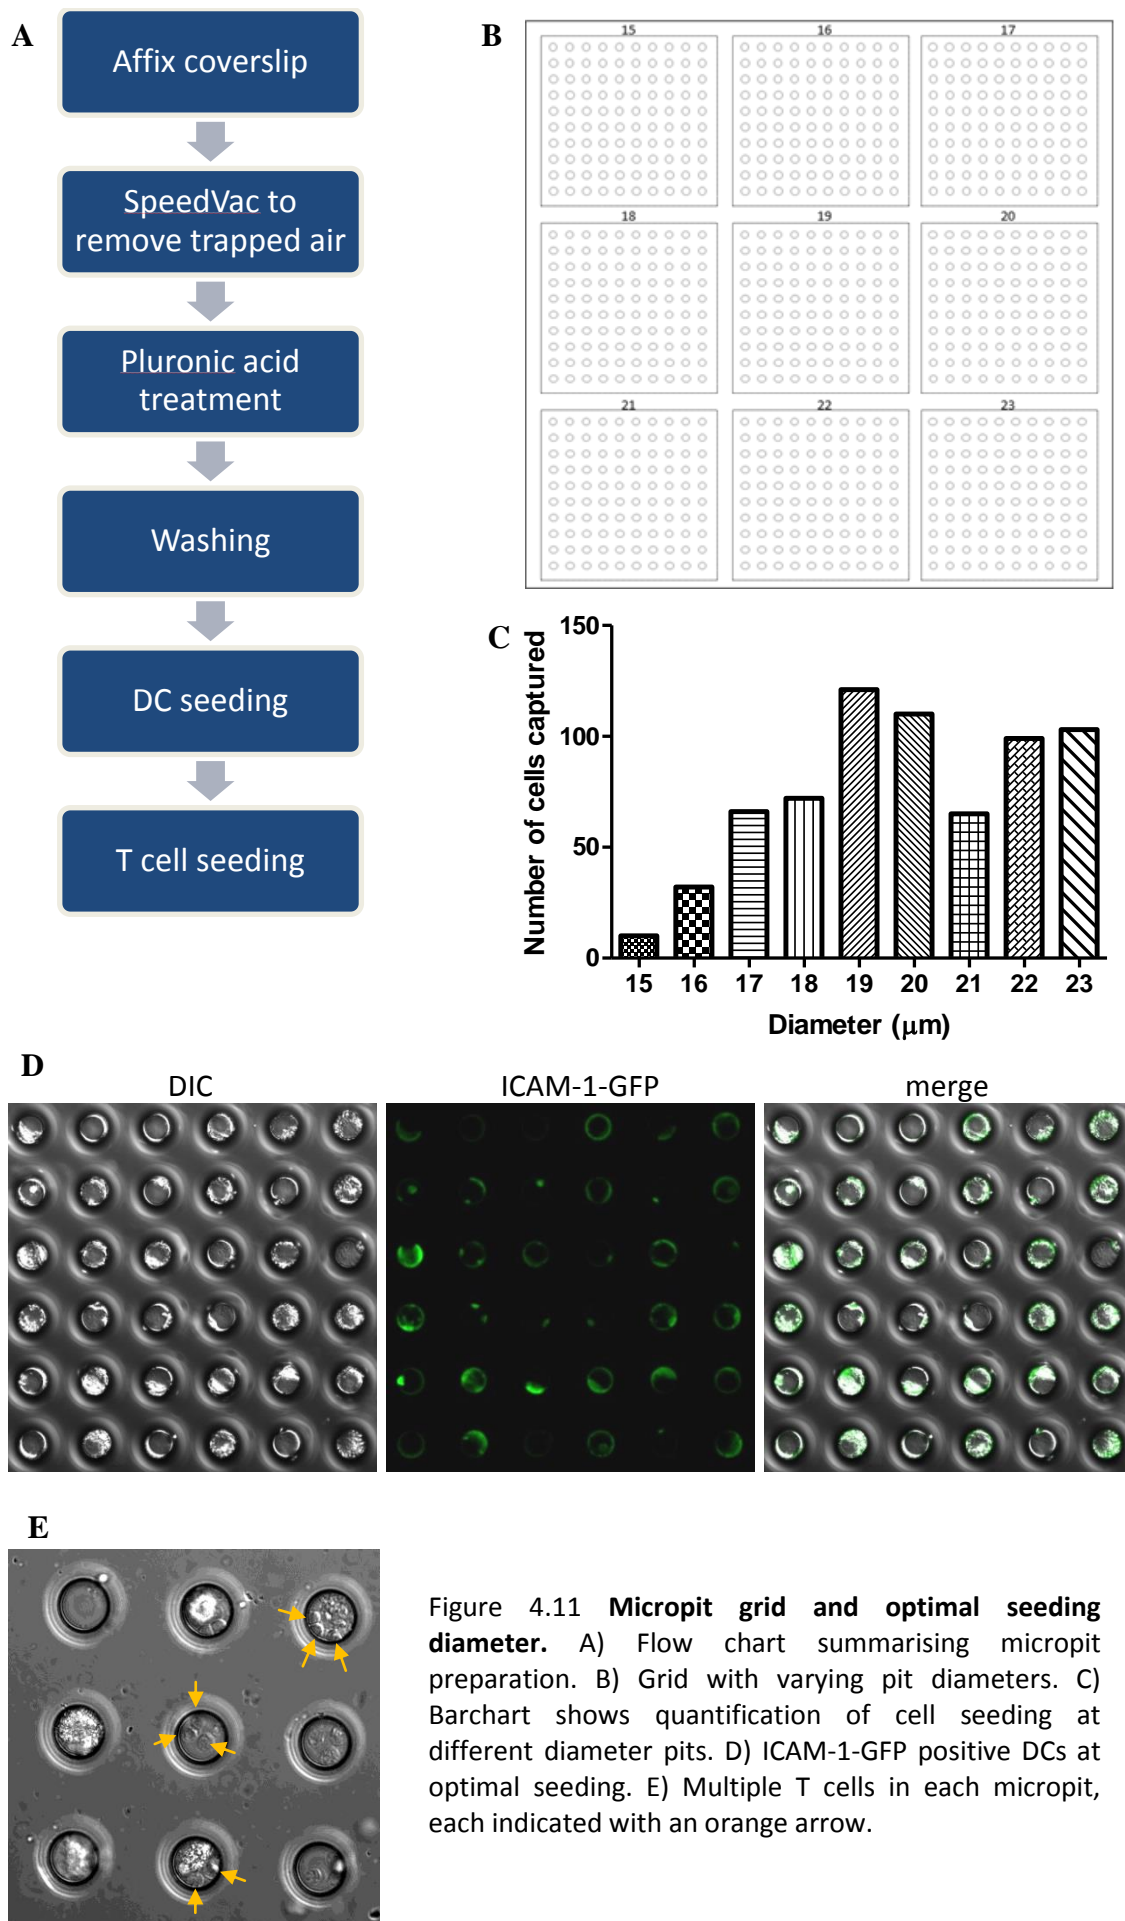 A
Affix coverslip
SpeedVac to
remove trapped air
Pluronic acid
treatment
Washing
DC seeding
T cell seeding
B
15 16 17
18 19 20
21 22 23
C
Number of cells captured
150
100
50
0
15 16 17 18 19 20 21 22 23
Diameter (μm)
D
DIC ICAM-1-GFP merge
E
Figure 4.11 Micropit grid and optimal seeding
diameter. A) Flow chart summarising micropit
preparation. B) Grid with varying pit diameters. C)
Barchart shows quantification of cell seeding at
different diameter pits. D) ICAM-1-GFP positive DCs at
optimal seeding. E) Multiple T cells in each micropit,
each indicated with an orange arrow.